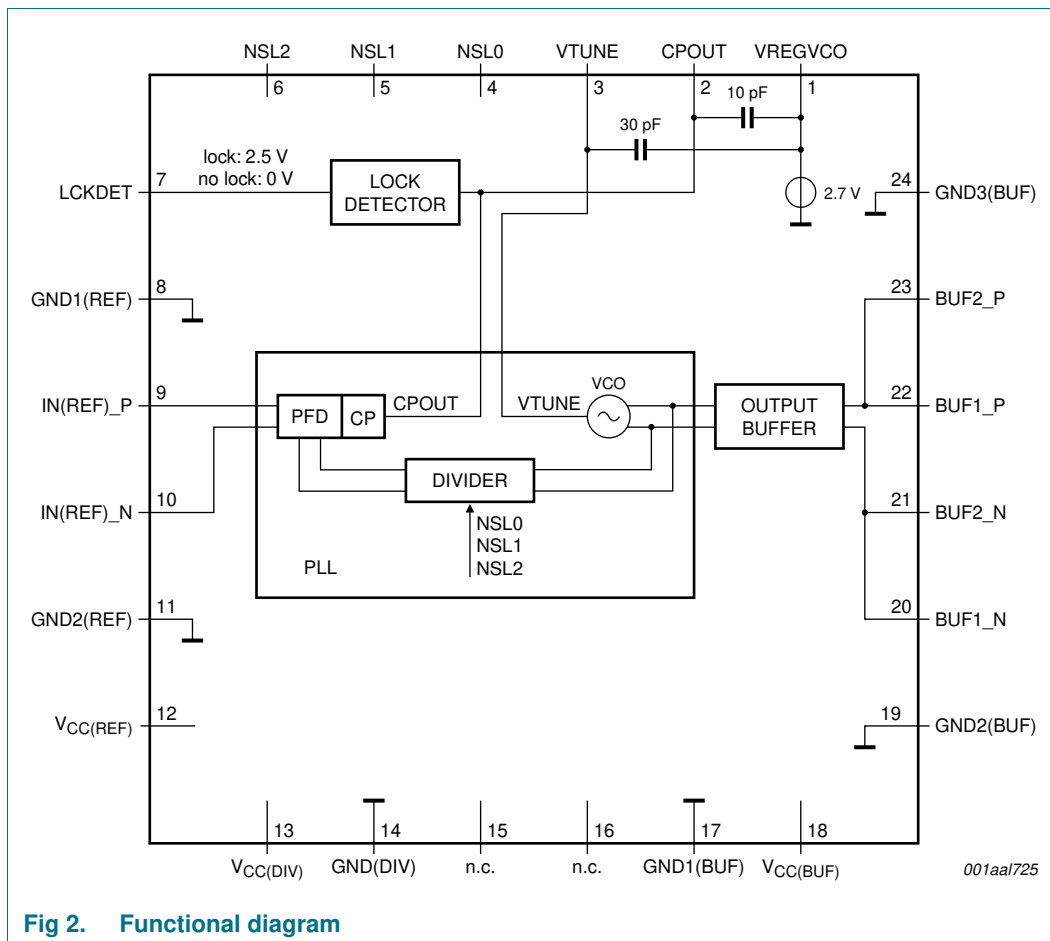 NSL2 NSL1 NSL0 VTUNE CPOUT VREGVCO
6 5 4 3 2 1
10 pF
30 pF
lock: 2.5 V
no lock: 0 V
LCKDET 7
LOCK
DETECTOR
2.7 V
24 GND3(BUF)
GND1(REF) 8
23 BUF2_P
IN(REF)_P 9
PFD CP CPOUT
VTUNE VCO
OUTPUT
BUFFER
22 BUF1_P
DIVIDER
IN(REF)_N 10
NSL0
NSL1
NSL2
PLL
21 BUF2_N
GND2(REF) 11
20 BUF1_N
VCC(REF) 12
19 GND2(BUF)
13 14 15 16 17 18
VCC(DIV) GND(DIV) n.c. n.c. GND1(BUF) VCC(BUF)
001aal725
Fig 2. Functional diagram